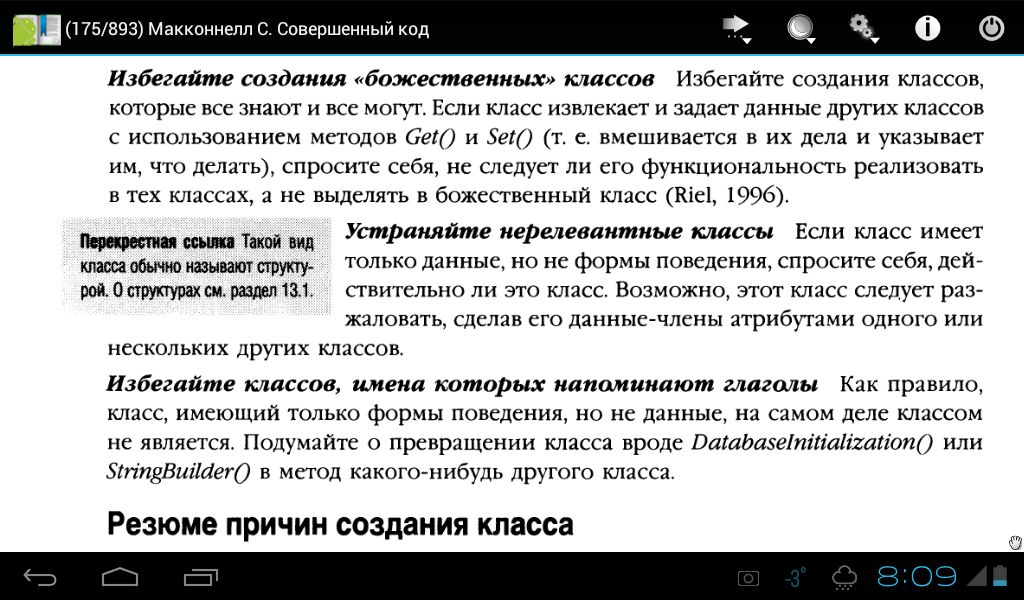 (175/893) Макконнелл С. Совершенный код
Избегайте создания «божественных» классов Избегайте создания классов,
которые все знают и все могут. Если класс извлекает и задает данные других классов
с использованием методов Get() и Set() (т. е. вмешивается в их дела и указывает
им, что делать), спросите себя, не следует ли его функциональность реализовать
в тех классах, а не выделять в божественный класс (Riel, 1996).
Перекрестная ссылка Такой вид
класса обычно называют структу-
рой. О структурах см. раздел 13.1.
Устраняйте нерелевантные классы Если класс имеет
только данные, но не формы поведения, спросите себя, дей-
ствительно ли это класс. Возможно, этот класс следует раз-
жаловать, сделав его данные-члены атрибутами одного или
нескольких других классов.
Избегайте классов, имена которых напоминают глаголы Как правило,
класс, имеющий только формы поведения, но не данные, на самом деле классом
не является. Подумайте о превращении класса вроде DatabaseInitialization() или
StringBuilder() в метод какого-нибудь другого класса.
Резюме причин создания класса
-3° 8:09